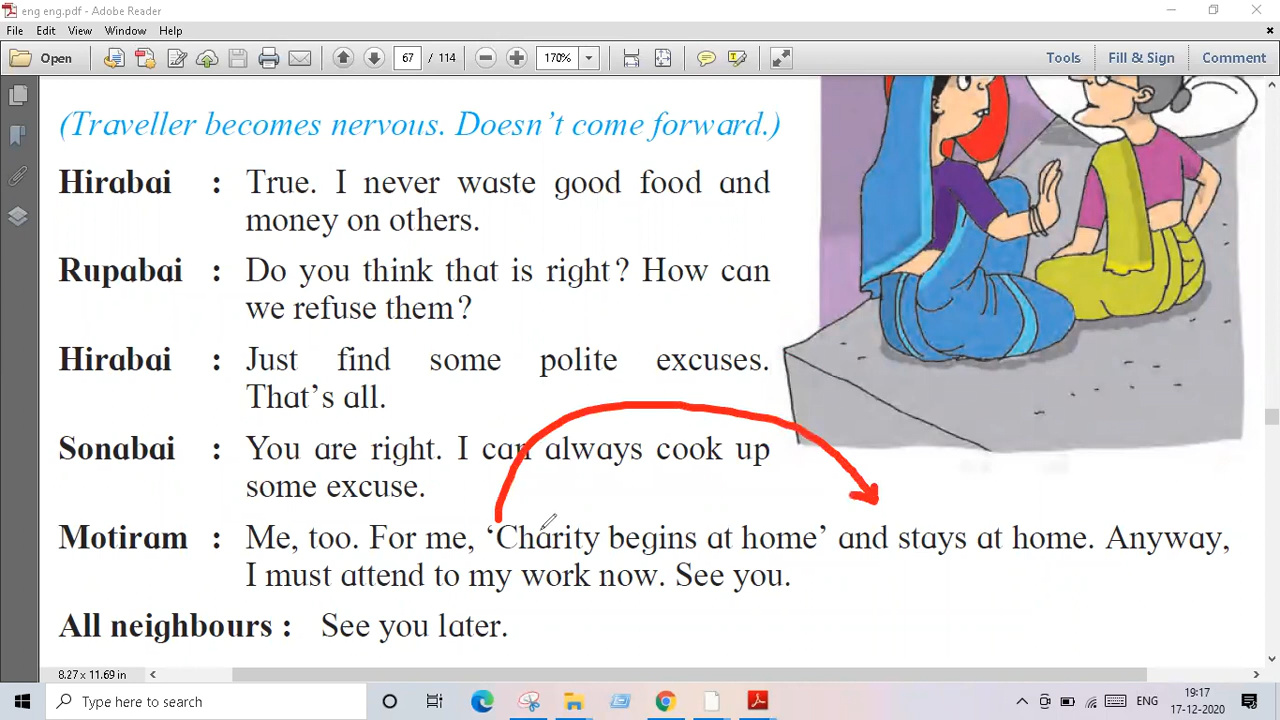 eng eng.pdf - Adobe Reader
File Edit View Window Help
Open 67 / 114 170% Tools Fill & Sign Comment
(Traveller becomes nervous. Doesn't come forward.)
Hirabai : True. I never waste good food and
money on others.
Rupabai : Do you think that is right? How can
we refuse them?
Hirabai : Just find some polite excuses.
That's all.
Sonabai : You are right. I can always cook up
some excuse.
Motiram : Me, too. For me, ‘Charity begins at home’ and stays at home. Anyway,
I must attend to my work now. See you.
All neighbours : See you later.
8.27 x 11.69 in
Type here to search ENG 19:17
17-12-2020